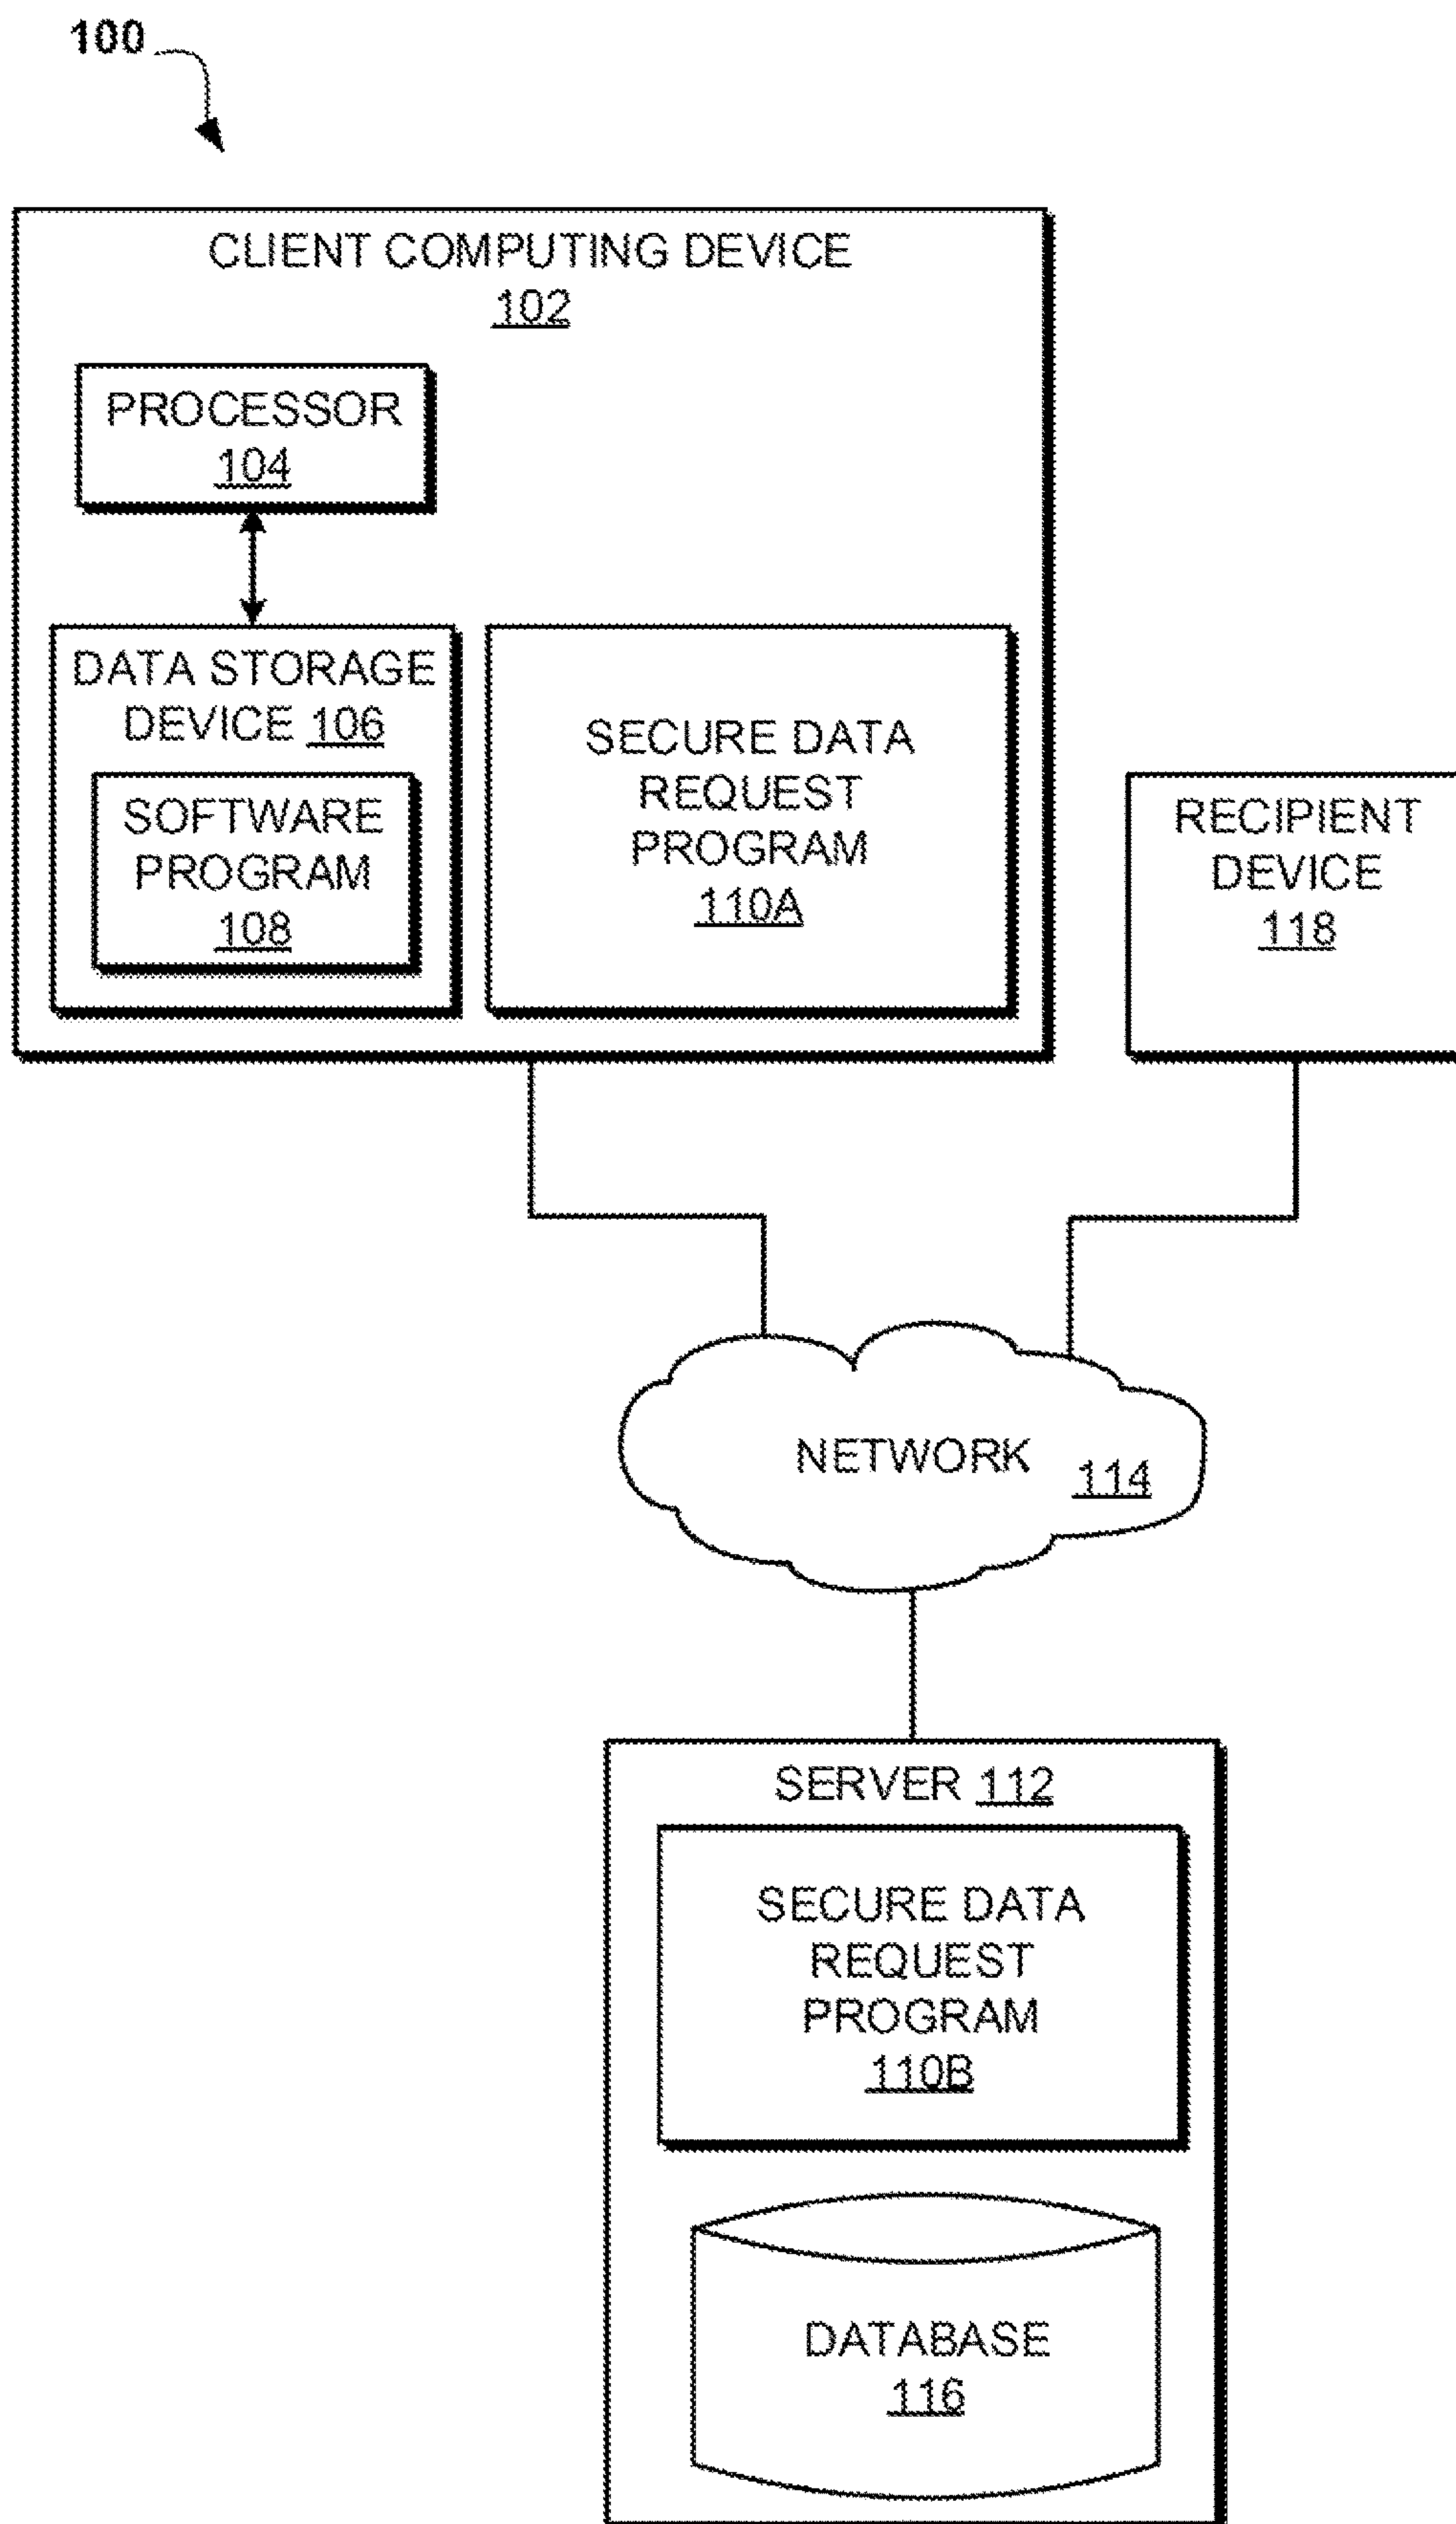 100
CLIENT COMPUTING DEVICE
102
PROCESSOR
104
DATA STORAGE
DEVICE 106
SOFTWARE
PROGRAM
108
SECURE DATA
REQUEST
PROGRAM
110A
RECIPIENT
DEVICE
118
NETWORK 114
SERVER 112
SECURE DATA
REQUEST
PROGRAM
110B
DATABASE
116